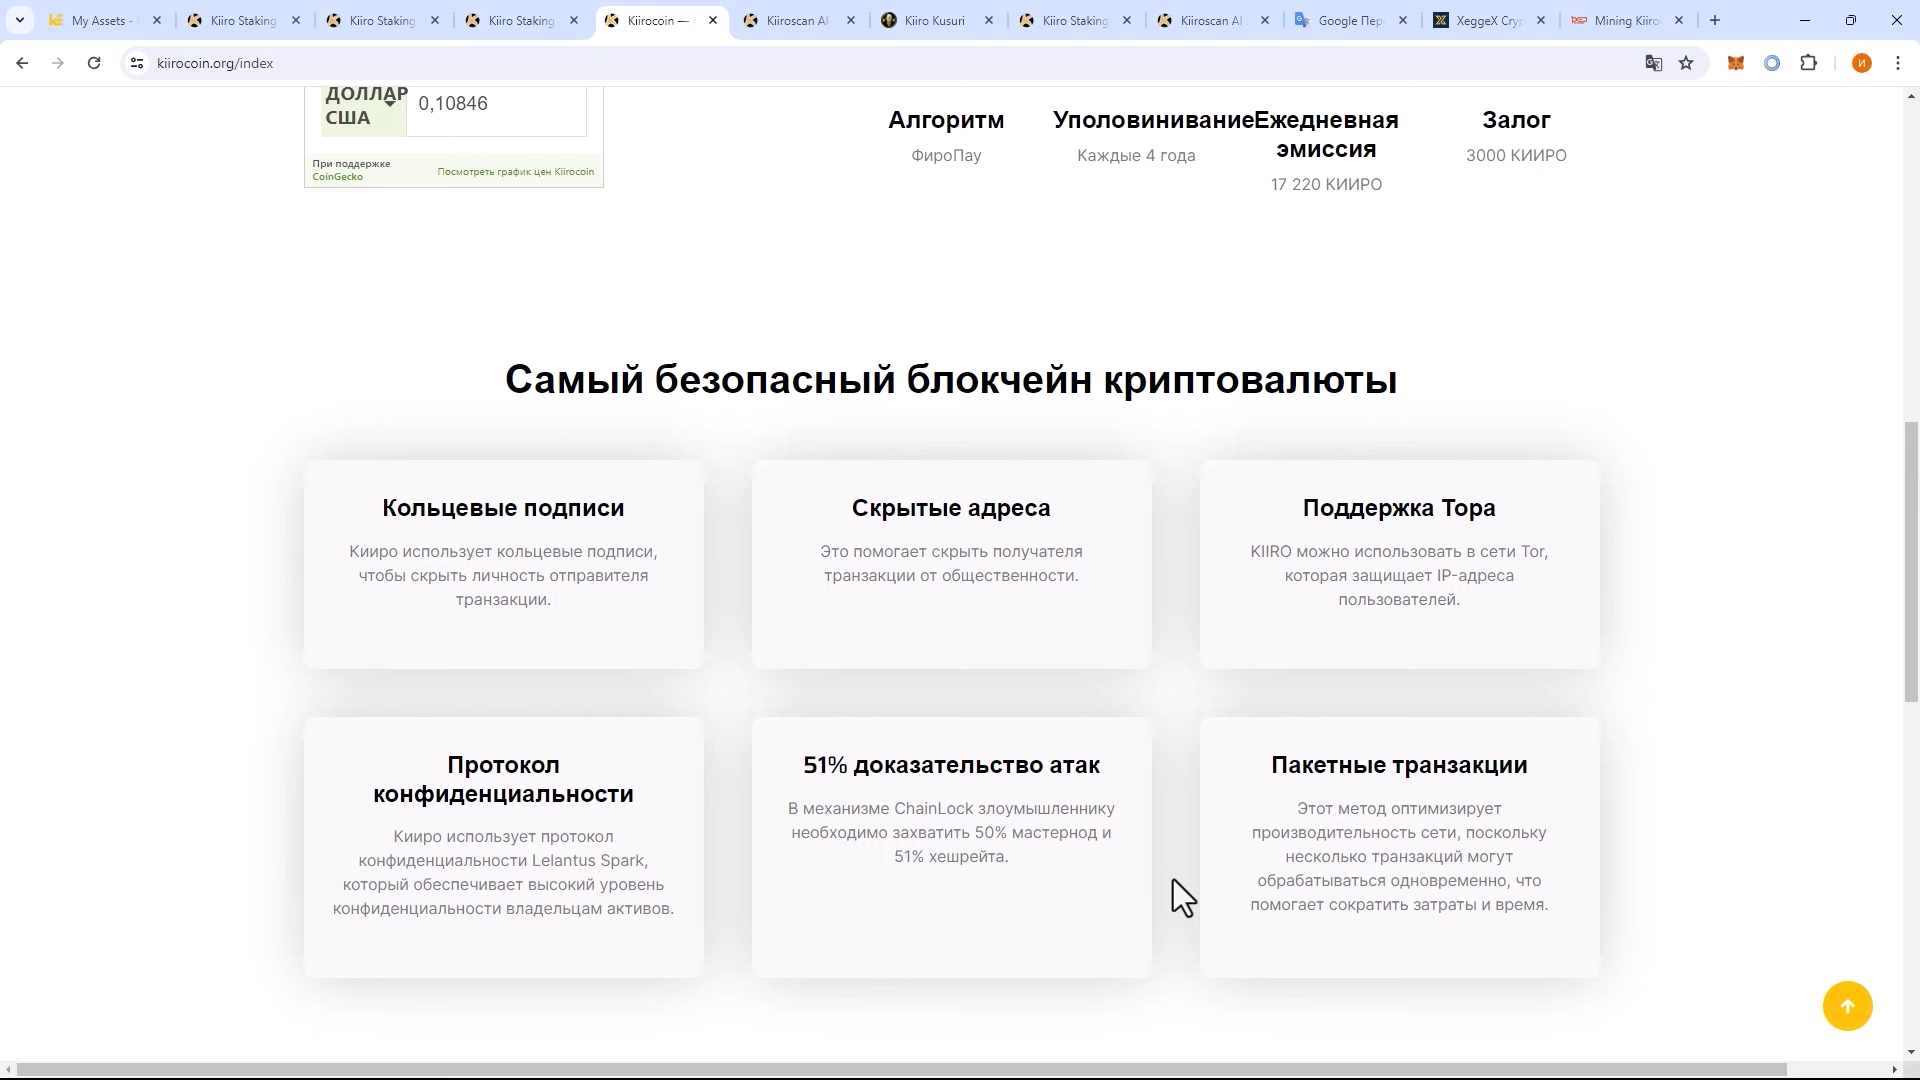 My Assets -
Kiiro Staking
Kiiro Staking
Kiiro Staking
Kiirocoin —
Kiiroscan AI
Kiiro Kusuri
Kiiro Staking
Kiiroscan AI
Google Пер
XeggeX Cry
Mining Kiiro
kiirocoin.org/index
И
ДОЛЛАР
США
0,10846
При поддержке
CoinGecko
Посмотреть график цен Kiirocoin
Алгоритм
ФироПау
Уполовинивание
Каждые 4 года
Ежедневная
эмиссия
17 220 КИИРО
Залог
3000 КИИРО
Самый безопасный блокчейн криптовалюты
Кольцевые подписи
Кииро использует кольцевые подписи,
чтобы скрыть личность отправителя
транзакции.
Скрытые адреса
Это помогает скрыть получателя
транзакции от общественности.
Поддержка Тора
KIIRO можно использовать в сети Tor,
которая защищает IP-адреса
пользователей.
Протокол
конфиденциальности
Кииро использует протокол
конфиденциальности Lelantus Spark,
который обеспечивает высокий уровень
конфиденциальности владельцам активов.
51% доказательство атак
В механизме ChainLock злоумышленнику
необходимо захватить 50% мастернод и
51% хешрейта.
Пакетные транзакции
Этот метод оптимизирует
производительность сети, поскольку
несколько транзакций могут
обрабатываться одновременно, что
помогает сократить затраты и время.